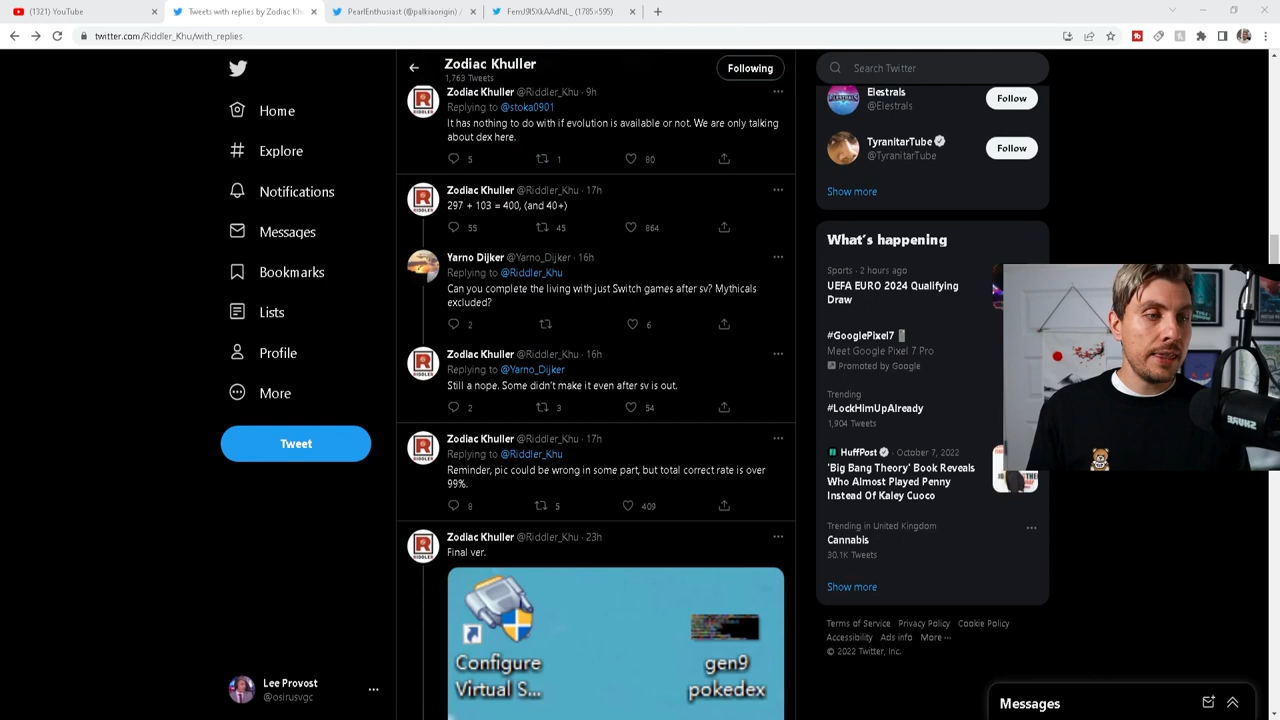 (1321) YouTube
Tweets with replies by Zodiac Kh
PearlEnthusiast (@palkiaorigin) /
FernJ9l5XkAAdNL_ (1785×595)
twitter.com/Riddler_Khu/with_replies
Home
Explore
Notifications
Messages
Bookmarks
Lists
Profile
More
Tweet
Lee Provost
@osirusvgc
Zodiac Khuller
1,763 Tweets
Following
Zodiac Khuller @Riddler_Khu · 9h
Replying to @stoka0901
It has nothing to do with if evolution is available or not. We are only talking
about dex here.
5 1 80
Zodiac Khuller @Riddler_Khu · 17h
297 + 103 = 400, (and 40+)
55 45 864
Yarno Dijker @Yarno_Dijker · 16h
Replying to @Riddler_Khu
Can you complete the living with just Switch games after sv? Mythicals
excluded?
2 6
Zodiac Khuller @Riddler_Khu · 16h
Replying to @Yarno_Dijker
Still a nope. Some didn't make it even after sv is out.
2 3 54
Zodiac Khuller @Riddler_Khu · 17h
Replying to @Riddler_Khu
Reminder, pic could be wrong in some part, but total correct rate is over
99%.
8 5 409
Zodiac Khuller @Riddler_Khu · 23h
Final ver.
Configure
Virtual S...
gen9
pokedex
RIDDLER
RIDDLER
RIDDLER
RIDDLER
RIDDLER
Search Twitter
Elestrals
@Elestrals
Follow
TyranitarTube
@TyranitarTube
Follow
Show more
What's happening
Sports · 2 hours ago
UEFA EURO 2024 Qualifying
Draw
#GooglePixel7
Meet Google Pixel 7 Pro
Promoted by Google
Trending
#LockHimUpAlready
1,904 Tweets
HuffPost · October 7, 2022
'Big Bang Theory' Book Reveals
Who Almost Played Penny
Instead Of Kaley Cuoco
Trending in United Kingdom
Cannabis
30.1K Tweets
Show more
Terms of Service Privacy Policy Cookie Policy
Accessibility Ads info More
© 2022 Twitter, Inc.
SHURE
Messages